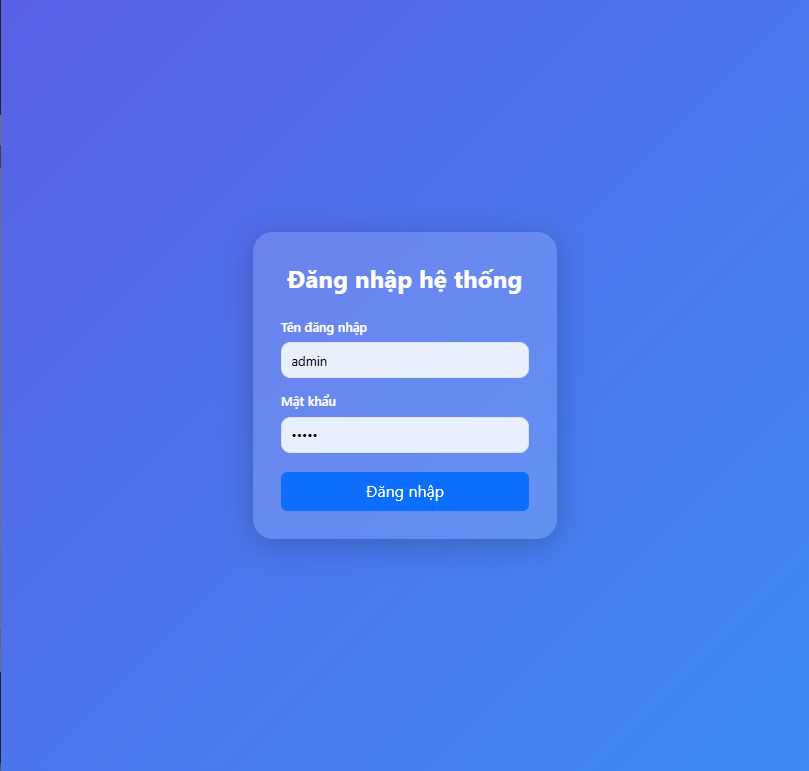 Đăng nhập hệ thống
Tên đăng nhập
admin
Mật khẩu
•••••
Đăng nhập